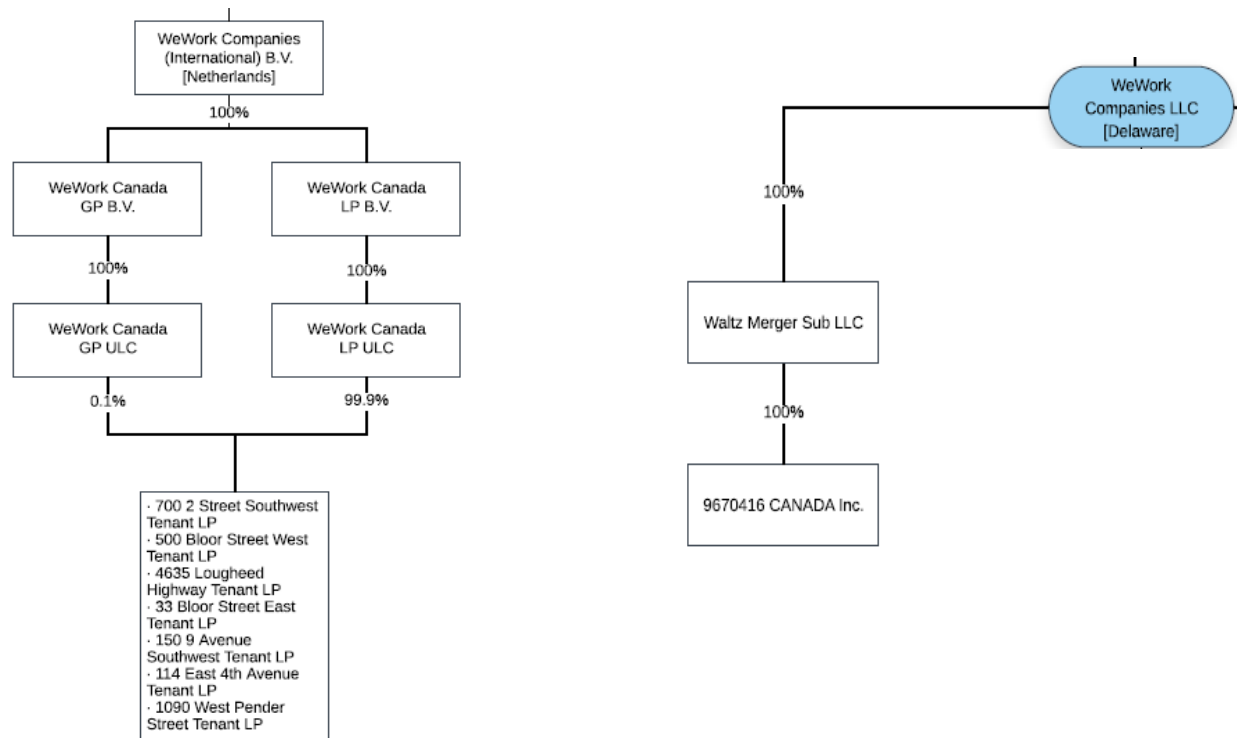 WeWork Companies
(International) B.V.
[Netherlands]
100%
WeWork Canada
GP B.V.
WeWork Canada
LP B.V.
100%
100%
WeWork Canada
GP ULC
WeWork Canada
LP ULC
0.1%
99.9%
· 700 2 Street Southwest
Tenant LP
· 500 Bloor Street West
Tenant LP
· 4635 Lougheed
Highway Tenant LP
· 33 Bloor Street East
Tenant LP
· 150 9 Avenue
Southwest Tenant LP
· 114 East 4th Avenue
Tenant LP
· 1090 West Pender
Street Tenant LP
WeWork
Companies LLC
[Delaware]
100%
Waltz Merger Sub LLC
100%
9670416 CANADA Inc.